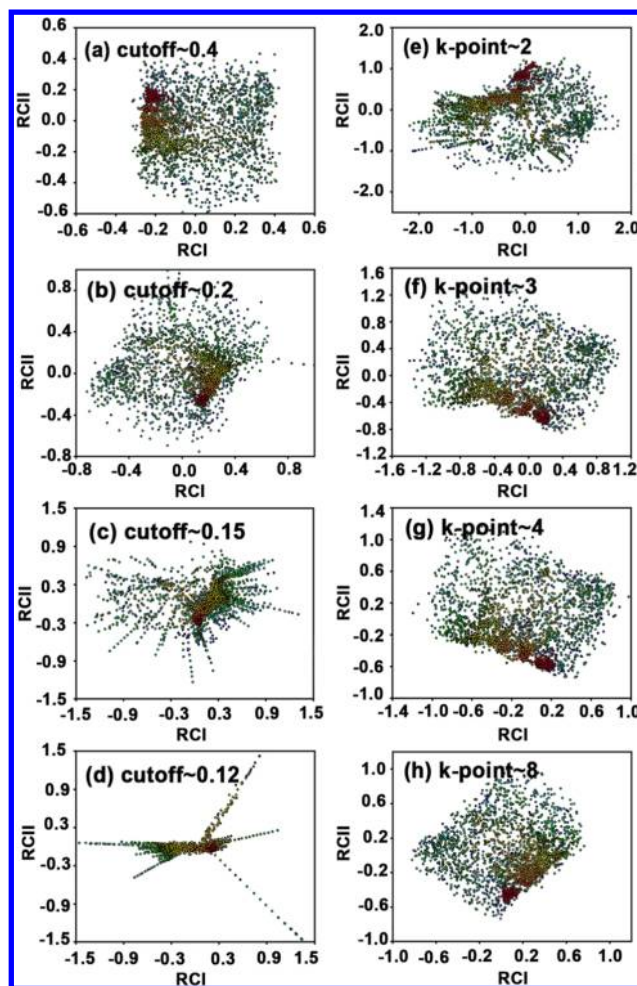 (a) cutoff~0.4
0.6
0.4
0.2
0.0
-0.2
-0.4
-0.6
RCII
-0.6 -0.4 -0.2 0.0 0.2 0.4 0.6
RCI
(e) k-point~2
2.0
1.0
0.0
-1.0
-2.0
RCII
-2.0 -1.0 0.0 1.0 2.0
RCI
(b) cutoff~0.2
0.8
0.4
0.0
-0.4
-0.8
RCII
-0.8 -0.4 0.0 0.4 0.8
RCI
(f) k-point~3
1.6
1.2
0.8
0.4
0.0
-0.4
-0.8
-1.2
RCII
-1.6 -1.2 -0.8 -0.4 0.0 0.4 0.8 1.2
RCI
(c) cutoff~0.15
1.5
0.9
0.3
-0.3
-0.9
-1.5
RCII
-1.5 -0.9 -0.3 0.3 0.9 1.5
RCI
(g) k-point~4
1.4
1.0
0.6
0.2
-0.2
-0.6
-1.0
RCII
-1.4 -1.0 -0.6 -0.2 0.2 0.6 1.0
RCI
(d) cutoff~0.12
1.5
0.9
0.3
-0.3
-0.9
-1.5
RCII
-1.5 -0.9 -0.3 0.3 0.9 1.5
RCI
(h) k-point~8
1.0
0.6
0.2
-0.2
-0.6
-1.0
RCII
-1.0 -0.6 -0.2 0.2 0.6 1.0
RCI